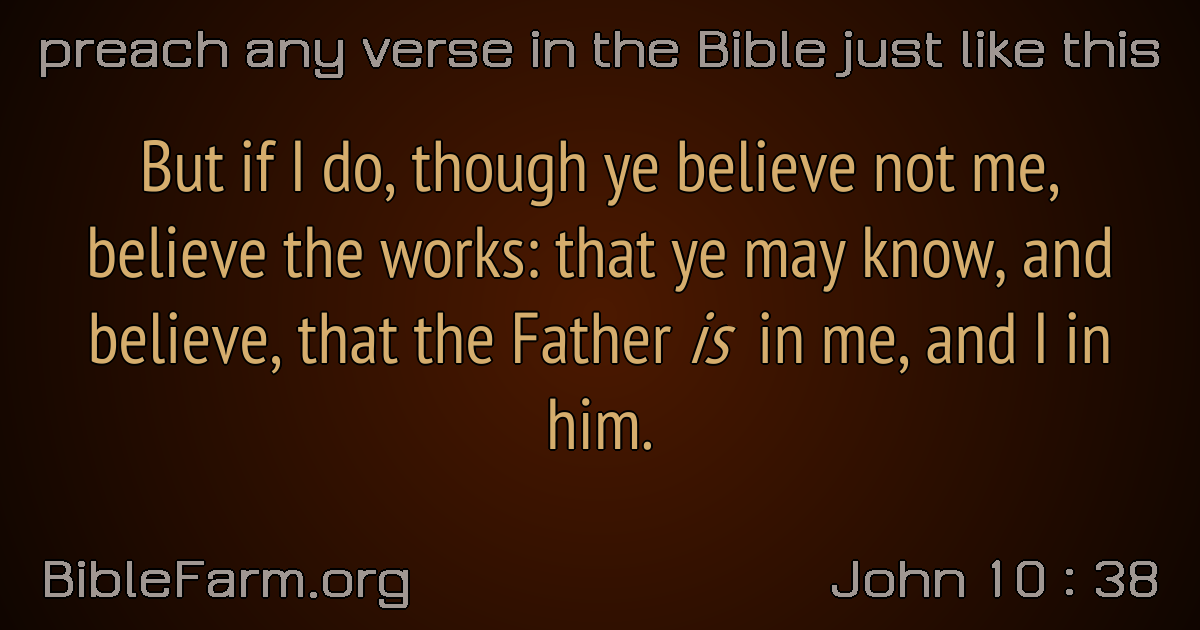 preach any verse in the Bible just like this
But if I do, though ye believe not me,
believe the works: that ye may know, and
believe, that the Father is in me, and I in
him.
BibleFarm.org
John 10 : 38